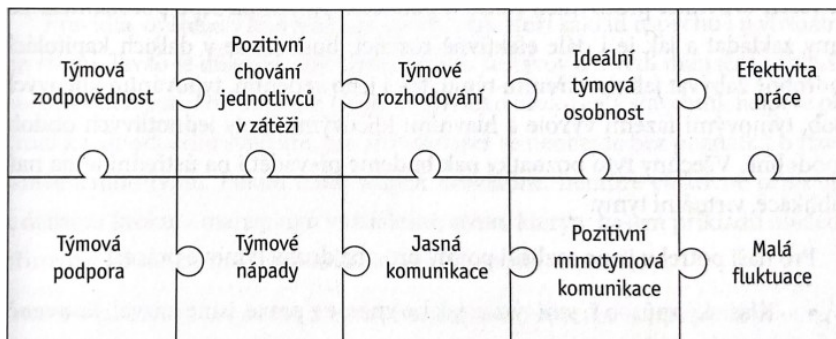 Týmová
zodpovědnost
Pozitivní
chování
jednotlivců
v zátěži
Týmové
rozhodování
Ideální
týmová
osobnost
Efektivita
práce
Týmová
podpora
Týmové
nápady
Jasná
komunikace
Pozitivní
mimotýmová
komunikace
Malá
fluktuace